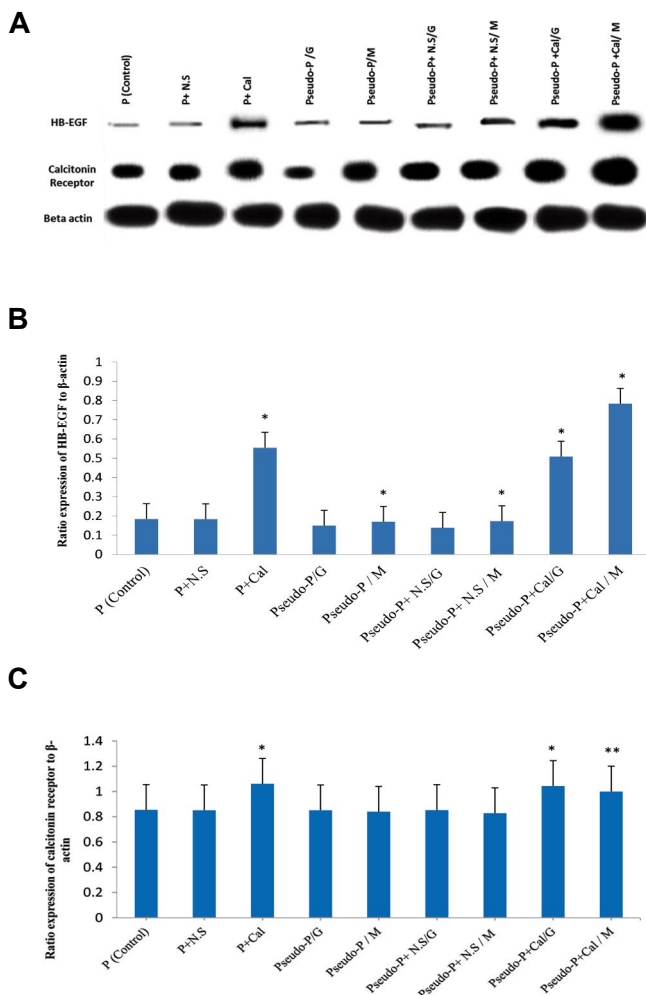 A
P (Control)
P+ N.S
P+ Cal
Pseudo-P /G
Pseudo-P/M
Pseudo-P+ N.S/G
Pseudo-P+ N.S/ M
Pseudo-P +Cal/G
Pseudo-P +Cal/ M
HB-EGF
Calcitonin
Receptor
Beta actin
B
Ratio expression of HB-EGF to β-actin
1
0.9
0.8
0.7
0.6
0.5
0.4
0.3
0.2
0.1
0
*
*
*
*
*
P (Control)
P+N.S
P+Cal
Pseudo-P/G
Pseudo-P / M
Pseudo-P+ N.S/G
Pseudo-P+ N.S / M
Pseudo-P+Cal/G
Pseudo-P+Cal / M
C
Ratio expression of calcitonin receptor to β-
actin
1.4
1.2
1
0.8
0.6
0.4
0.2
0
*
*
**
P (Control)
P+N.S
P+Cal
Pseudo-P/G
Pseudo-P / M
Pseudo-P+ N.S/G
Pseudo-P+ N.S / M
Pseudo-P+Cal/G
Pseudo-P+Cal / M